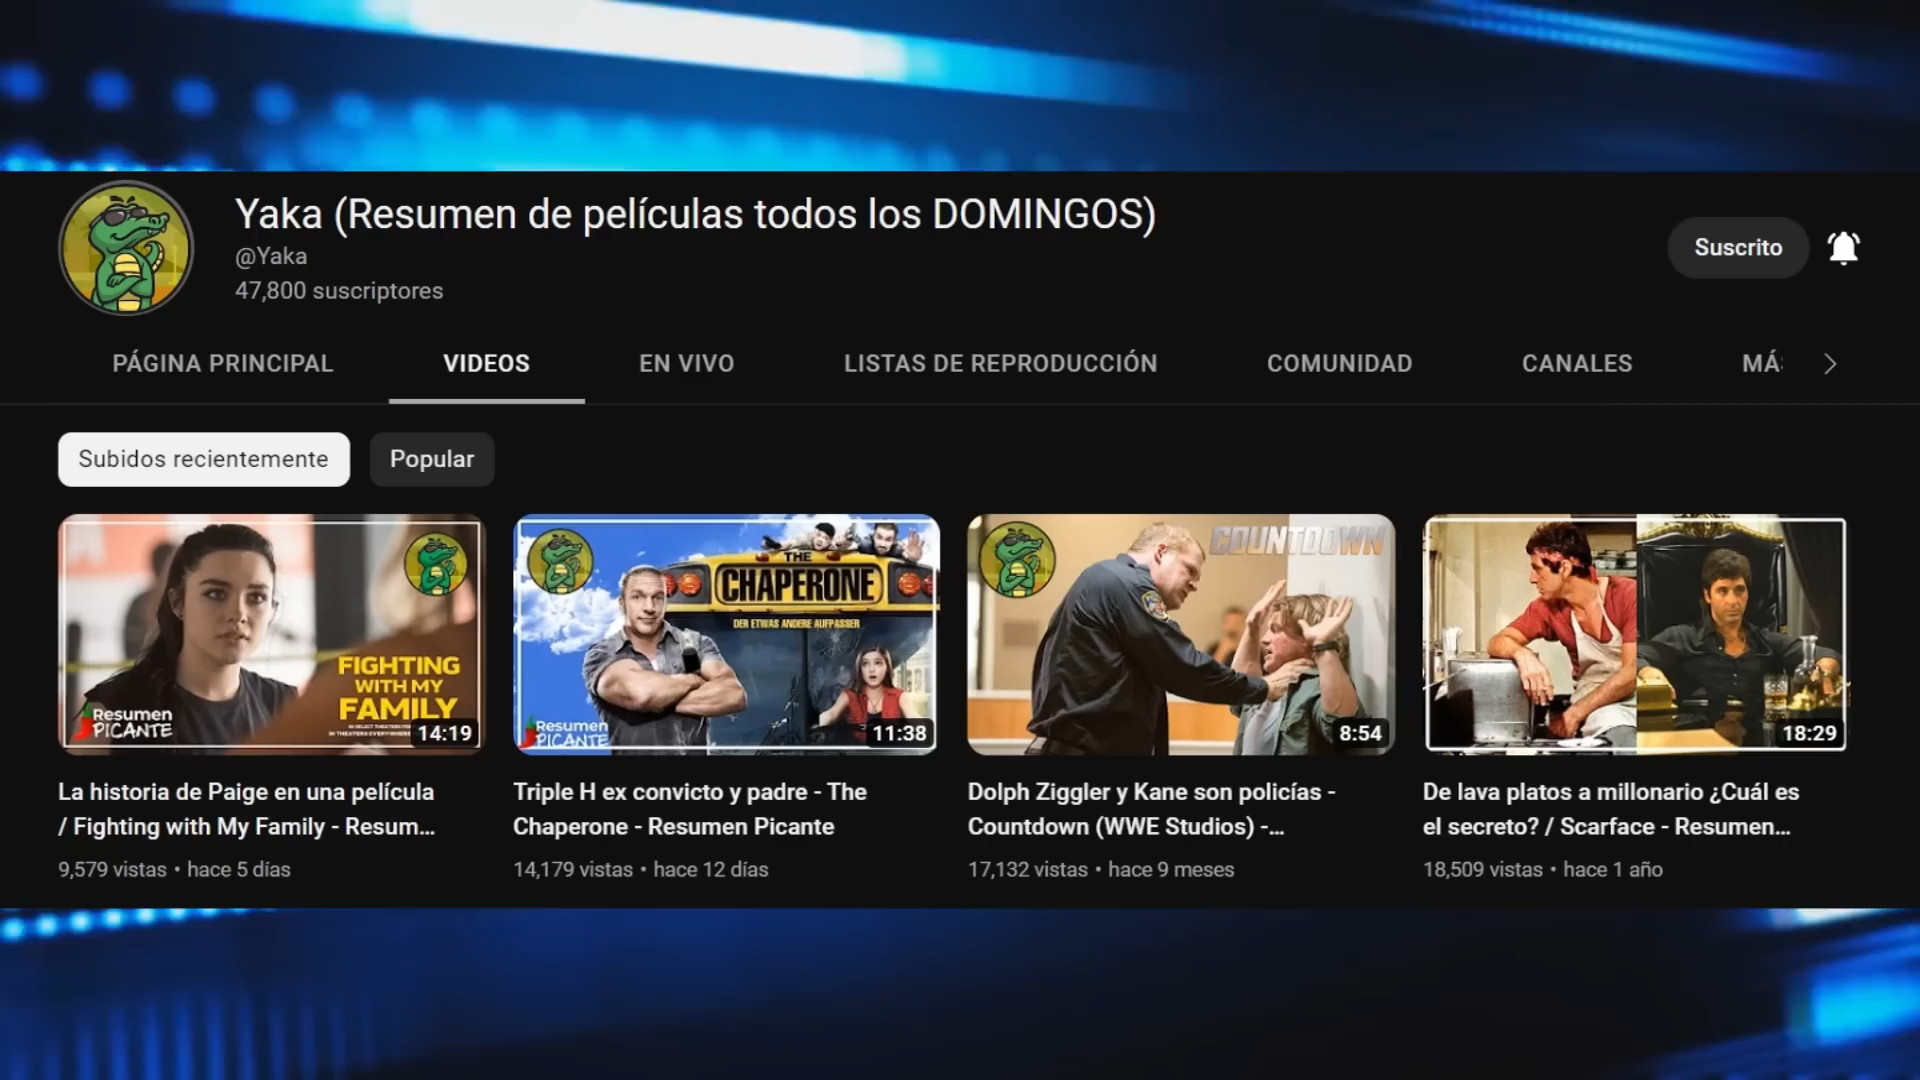 Yaka (Resumen de películas todos los DOMINGOS)
@Yaka
47,800 suscriptores
Suscrito
PÁGINA PRINCIPAL
VIDEOS
EN VIVO
LISTAS DE REPRODUCCIÓN
COMUNIDAD
CANALES
MÁ
Subidos recientemente
Popular
FIGHTING
WITH MY
FAMILY
Resumen
PICANTE
14:19
THE
CHAPERONE
DER ETWAS ANDERE AUFPASSER
Resumen
PICANTE
11:38
COUNTDOWN
8:54
18:29
La historia de Paige en una película
/ Fighting with My Family - Resum...
9,579 vistas • hace 5 días
Triple H ex convicto y padre - The
Chaperone - Resumen Picante
14,179 vistas • hace 12 días
Dolph Ziggler y Kane son policías -
Countdown (WWE Studios) -...
17,132 vistas • hace 9 meses
De lava platos a millonario ¿Cuál es
el secreto? / Scarface - Resumen...
18,509 vistas • hace 1 año